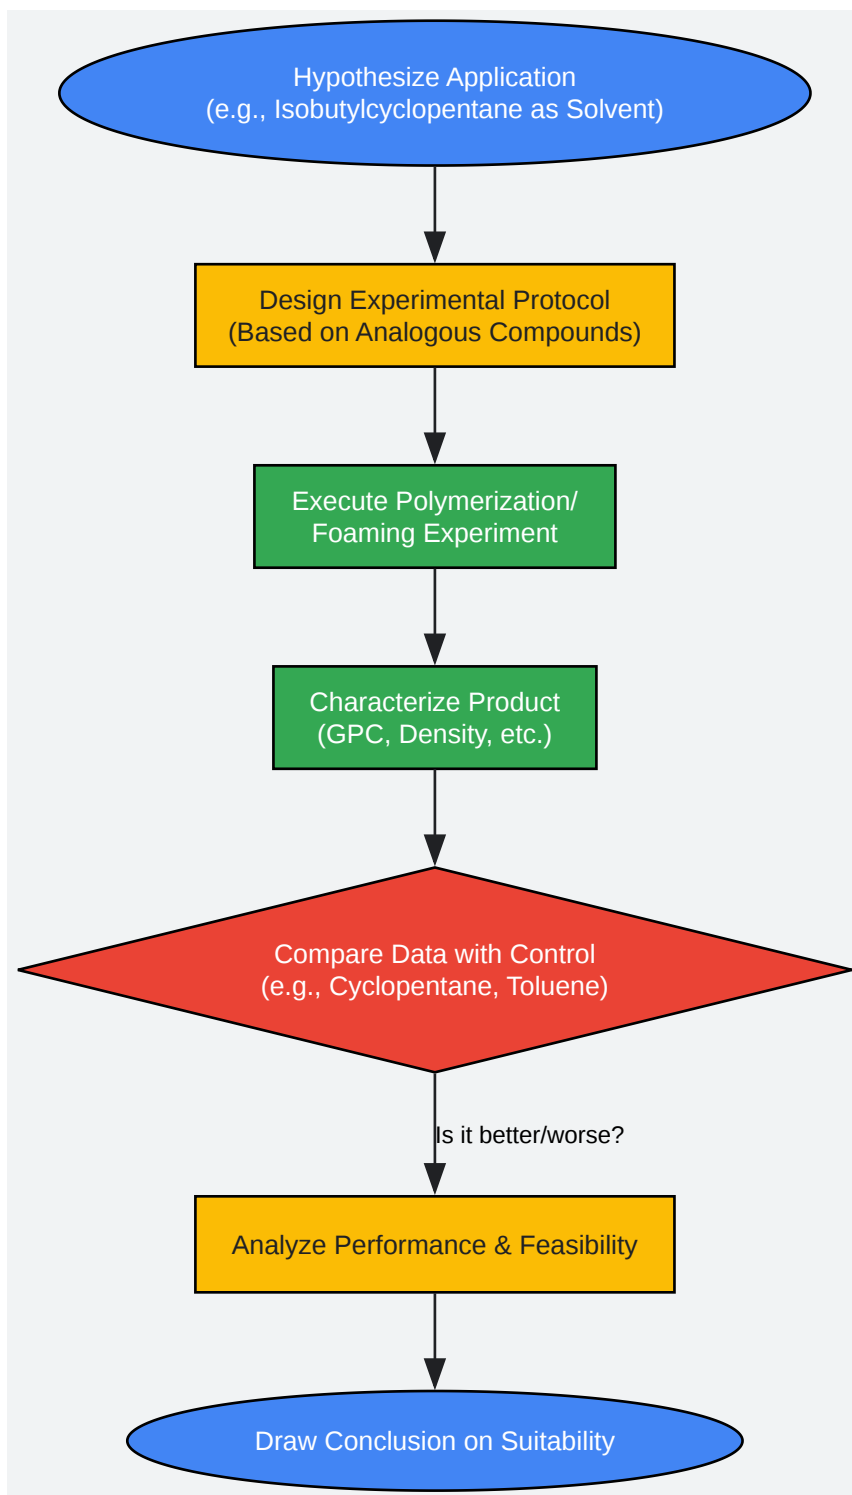 Hypothesize Application
(e.g., Isobutylcyclopentane as Solvent)
Design Experimental Protocol
(Based on Analogous Compounds)
Execute Polymerization/
Foaming Experiment
Characterize Product
(GPC, Density, etc.)
Compare Data with Control
(e.g., Cyclopentane, Toluene)
Is it better/worse?
Analyze Performance & Feasibility
Draw Conclusion on Suitability